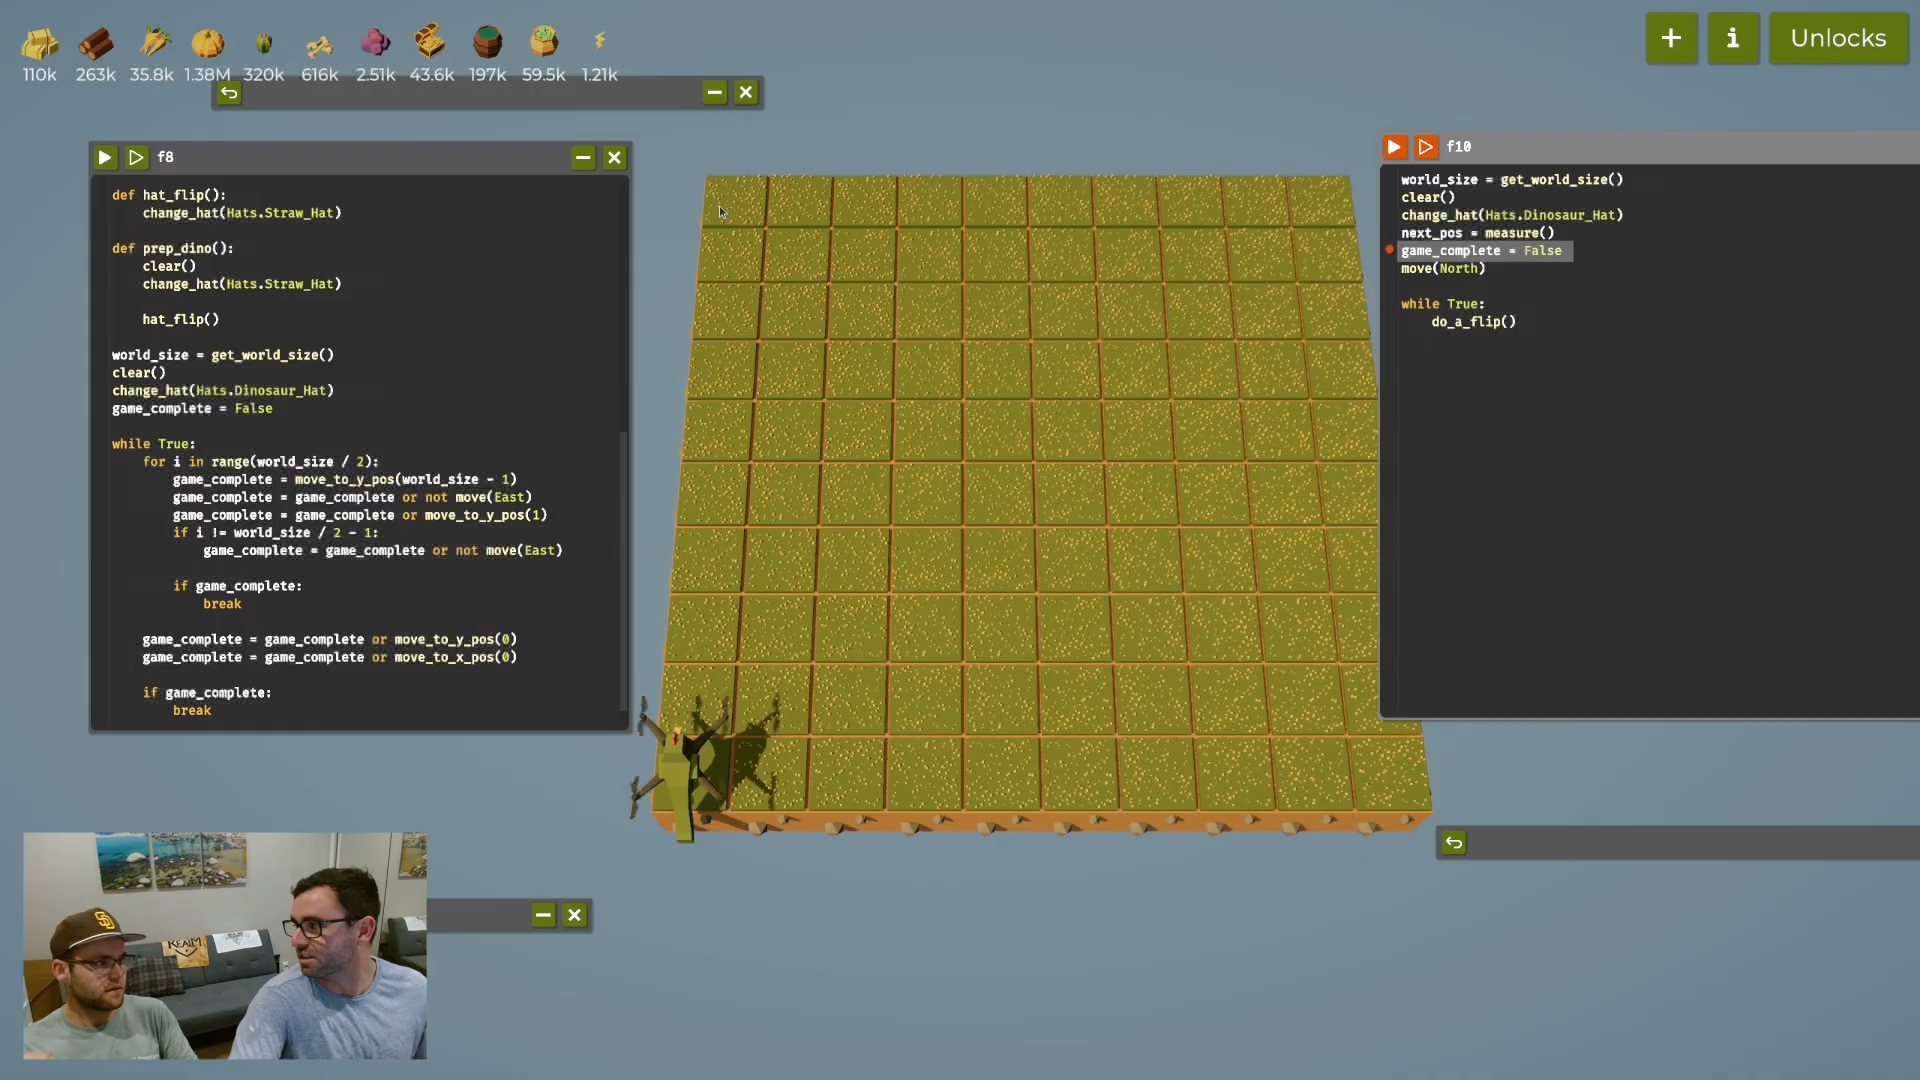 110k 263k 35.8k 1.38M 320k 616k 2.51k 43.6k 197k 59.5k 1.21k
+ i Unlocks
f8
def hat_flip():
change_hat(Hats.Straw_Hat)
def prep_dino():
clear()
change_hat(Hats.Straw_Hat)
hat_flip()
world_size = get_world_size()
clear()
change_hat(Hats.Dinosaur_Hat)
game_complete = False
while True:
for i in range(world_size / 2):
game_complete = move_to_y_pos(world_size - 1)
game_complete = game_complete or not move(East)
game_complete = game_complete or move_to_y_pos(1)
if i != world_size / 2 - 1:
game_complete = game_complete or not move(East)
if game_complete:
break
game_complete = game_complete or move_to_y_pos(0)
game_complete = game_complete or move_to_x_pos(0)
if game_complete:
break
f10
world_size = get_world_size()
clear()
change_hat(Hats.Dinosaur_Hat)
next_pos = measure()
game_complete = False
move(North)
while True:
do_a_flip()
SD
REALM